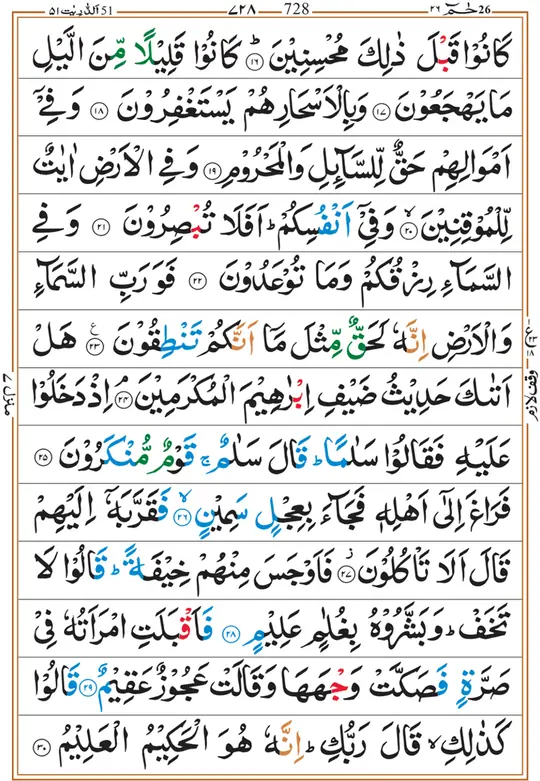 حٰمٓ ٢٦ 26 728 ٧٢٨ اَلذّٰرِيٰت ٥١ 51
كَانُوْا قَبْلَ ذٰلِكَ مُحْسِنِيْنَ ؕ ۝١٦ كَانُوْا قَلِيْلًا مِّنَ الَّيْلِ
مَا يَهْجَعُوْنَ ۝١٧ وَبِالْاَسْحَارِ هُمْ يَسْتَغْفِرُوْنَ ۝١٨ وَفِيْۤ
اَمْوَالِهِمْ حَقٌّ لِّلسَّآئِلِ وَالْمَحْرُوْمِ ۝١٩ وَفِي الْاَرْضِ اٰيٰتٌ
لِّلْمُوْقِنِيْنَ ۙ ۝٢٠ وَفِيْۤ اَنْفُسِكُمْ ؕ اَفَلَا تُبْصِرُوْنَ ۝٢١ وَفِي
السَّمَآءِ رِزْقُكُمْ وَمَا تُوْعَدُوْنَ ۝٢٢ فَوَرَبِّ السَّمَآءِ
وَالْاَرْضِ اِنَّهٗ لَحَقٌّ مِّثْلَ مَاۤ اَنَّكُمْ تَنْطِقُوْنَ ۝٢٣ ع هَلْ
اَتٰىكَ حَدِيْثُ ضَيْفِ اِبْرٰهِيْمَ الْمُكْرَمِيْنَ ۘ ۝٢٤ اِذْ دَخَلُوْا
عَلَيْهِ فَقَالُوْا سَلٰمًا ؕ قَالَ سَلٰمٌ ۚ قَوْمٌ مُّنْكَرُوْنَ ۝٢٥
فَرَاغَ اِلٰۤى اَهْلِهٖ فَجَآءَ بِعِجْلٍ سَمِيْنٍ ۙ ۝٢٦ فَقَرَّبَهٗۤ اِلَيْهِمْ
قَالَ اَلَا تَاْكُلُوْنَ ؗ ۝٢٧ فَاَوْجَسَ مِنْهُمْ خِيْفَةً ؕ قَالُوْا لَا
تَخَفْ ؕ وَبَشَّرُوْهُ بِغُلٰمٍ عَلِيْمٍ ۝٢٨ فَاَقْبَلَتِ امْرَاَتُهٗ فِيْ
صَرَّةٍ فَصَكَّتْ وَجْهَهَا وَقَالَتْ عَجُوْزٌ عَقِيْمٌ ۝٢٩ قَالُوْا
كَذٰلِكِ ۙ قَالَ رَبُّكِ ؕ اِنَّهٗ هُوَ الْحَكِيْمُ الْعَلِيْمُ ۝٣٠
وقف لازم
منزل ٧